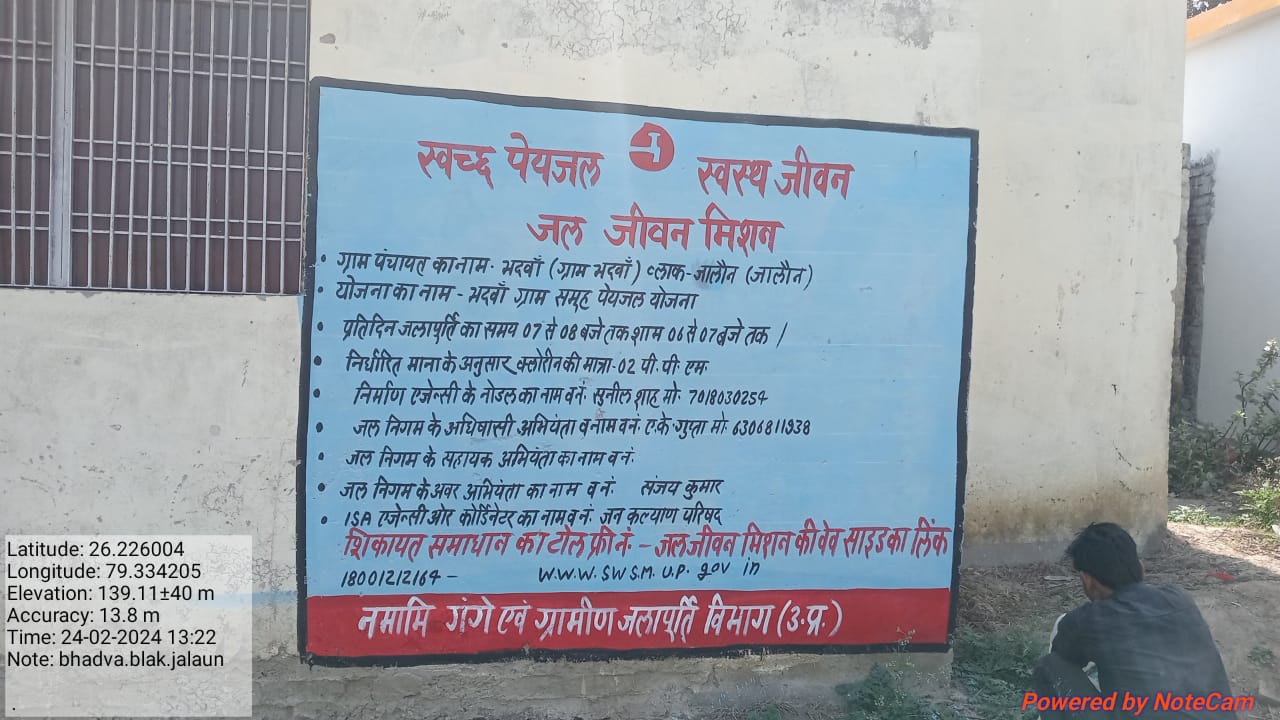 स्वच्छ पेयजल स्वस्थ जीवन
जल जीवन मिशन
• ग्राम पंचायत का नाम- भदवाँ (ग्राम भदवाँ) ब्लाक-जालौन (जालौन)
• योजना का नाम - भदवाँ ग्राम समूह पेयजल योजना
• प्रतिदिन जलापूर्ति का समय 07 से 08 बजे तक शाम 06 से 07 बजे तक /
• निर्धारित माना के अनुसार क्लोरीन की मात्रा-02 पी. पी. एम.
• निर्माण एजेन्सी के नोडल का नाम व नं. सुनील शाह मो. 7018030254
• जल निगम के अधिषासी अभियंता व नाम व नं. ए.के. गुप्ता मो. 6306811938
• जल निगम के सहायक अभियंता का नाम व नं.
• जल निगम के अवर अभियंता का नाम व नं. संजय कुमार
• ISA एजेन्सी ओर कोर्डिनेटर का नाम व नं. जन कल्याण परिषद
शिकायत समाधान का टोल फ्री नं. - जल जीवन मिशन की वेव साइड का लिंक
18001212164 - W.W.W. SWSM. U.P. gov in
नमामि गंगे एवं ग्रामीण जलापूर्ति विभाग (उ.प्र.)
Latitude: 26.226004
Longitude: 79.334205
Elevation: 139.11±40 m
Accuracy: 13.8 m
Time: 24-02-2024 13:22
Note: bhadva.blak.jalaun
.
Powered by NoteCam